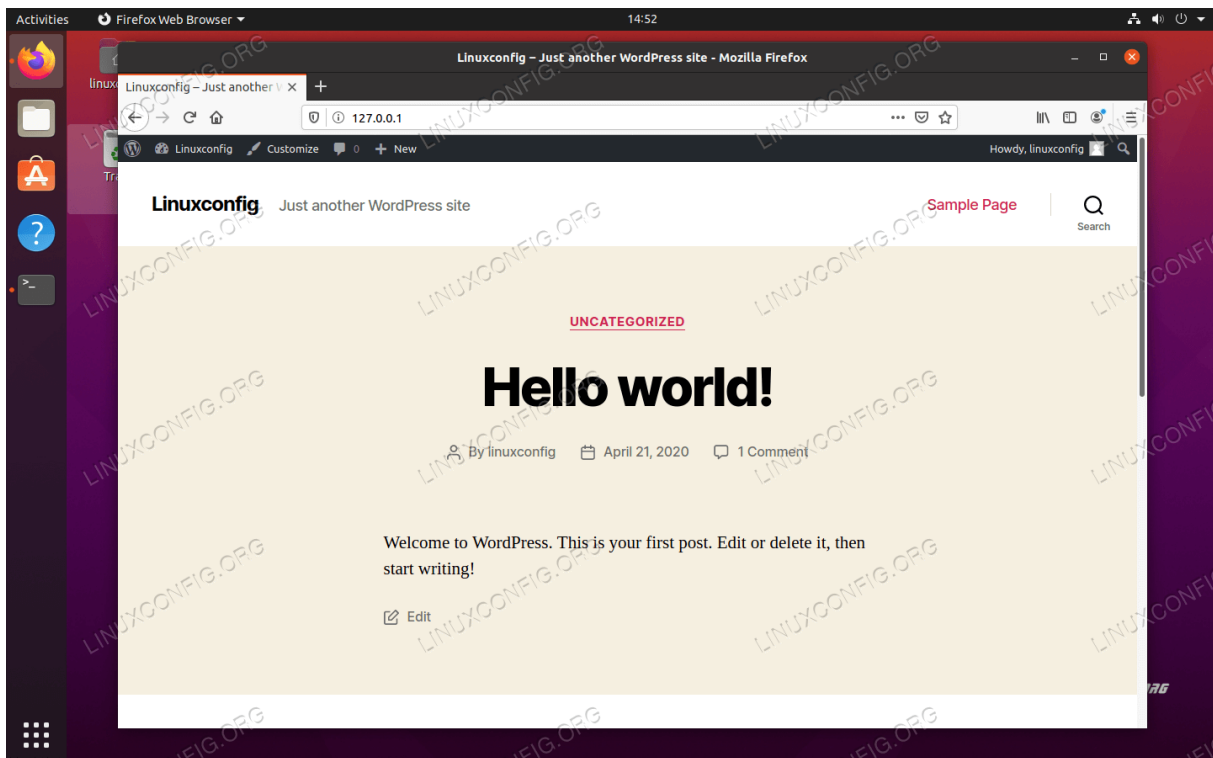 Activities Firefox Web Browser 14:52
Linuxconfig – Just another WordPress site - Mozilla Firefox
Linuxconfig – Just another
127.0.0.1
Linuxconfig Customize 0 New Howdy, linuxconfig
Linuxconfig Just another WordPress site Sample Page
Search
UNCATEGORIZED
Hello world!
By linuxconfig April 21, 2020 1 Comment
Welcome to WordPress. This is your first post. Edit or delete it, then
start writing!
Edit
LINUXCONFIG.ORG